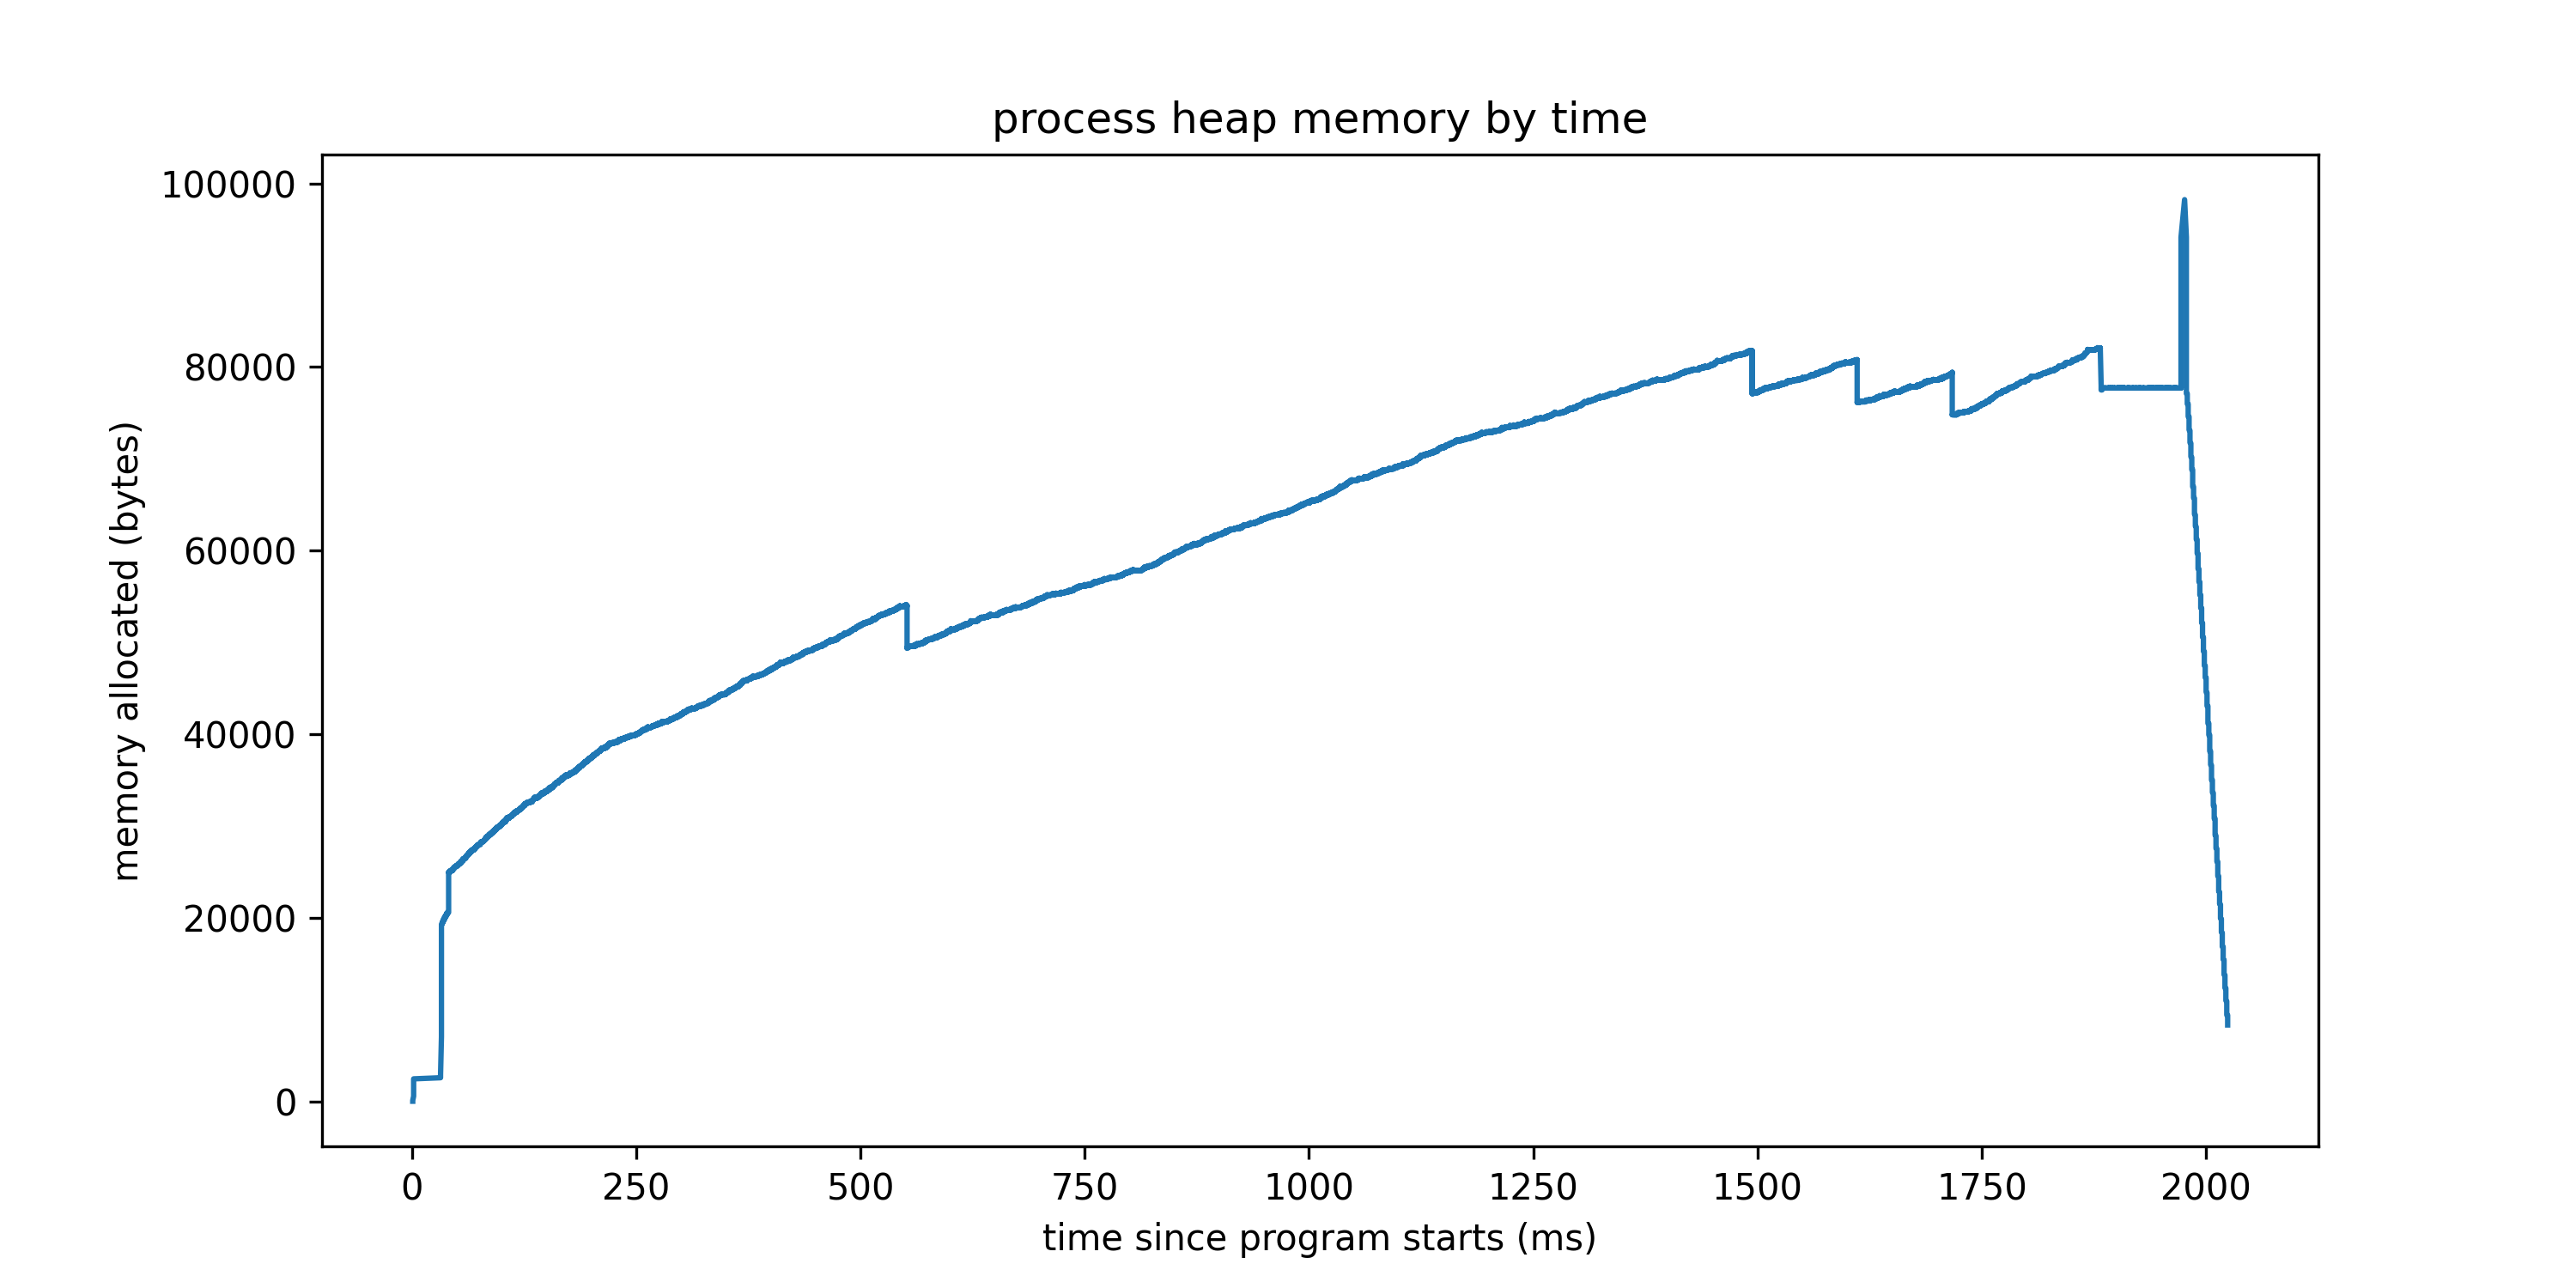 process heap memory by time
100000
80000
60000
40000
20000
0
memory allocated (bytes)
0 250 500 750 1000 1250 1500 1750 2000
time since program starts (ms)